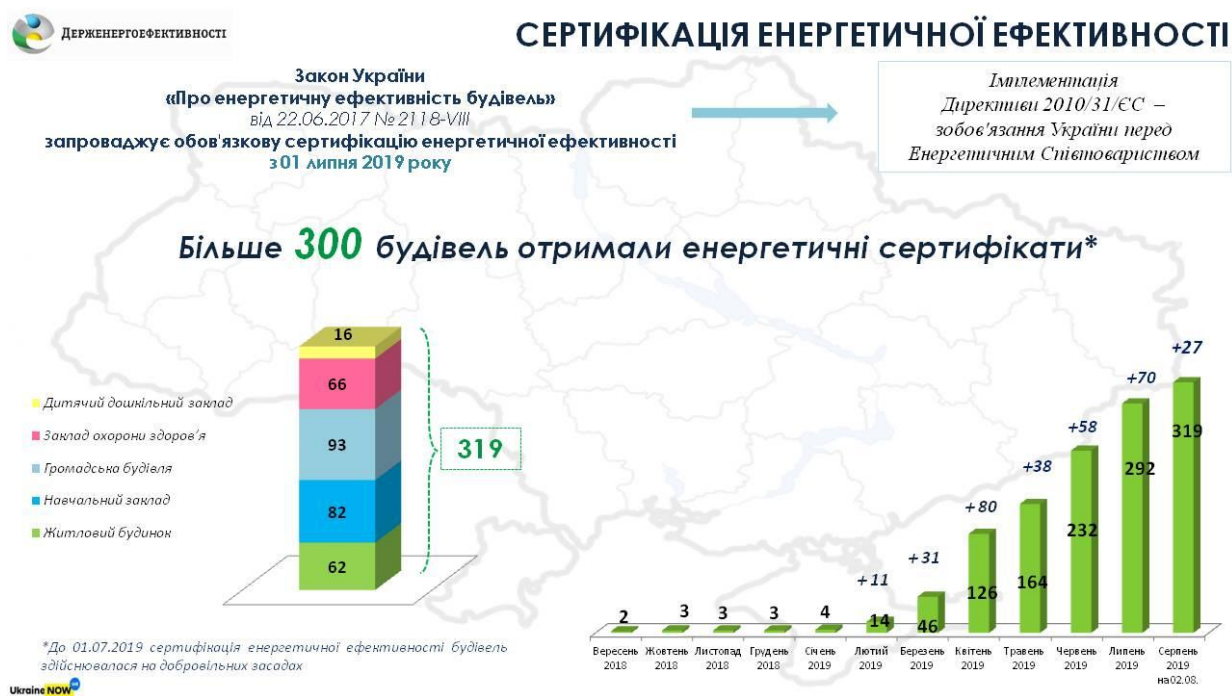 ДЕРЖЕНЕРГОЕФЕКТИВНОСТІ
СЕРТИФІКАЦІЯ ЕНЕРГЕТИЧНОЇ ЕФЕКТИВНОСТІ
Закон України
«Про енергетичну ефективність будівель»
від 22.06.2017 № 2118-VIII
запроваджує обов'язкову сертифікацію енергетичної ефективності
з 01 липня 2019 року
Імплементація
Директиви 2010/31/ЄС –
зобов'язання України перед
Енергетичним Співтовариством
Більше 300 будівель отримали енергетичні сертифікати*
16
66
93
82
62
319
Дитячий дошкільний заклад
Заклад охорони здоров'я
Громадська будівля
Навчальний заклад
Житловий будинок
+11
+31
+80
+38
+58
+70
+27
2
3
3
3
4
14
46
126
164
232
292
319
Вересень 2018
Жовтень 2018
Листопад 2018
Грудень 2018
Січень 2019
Лютий 2019
Березень 2019
Квітень 2019
Травень 2019
Червень 2019
Липень 2019
Серпень 2019 на 02.08.
*До 01.07.2019 сертифікація енергетичної ефективності будівель
здійснювалася на добровільних засадах
Ukraine NOW